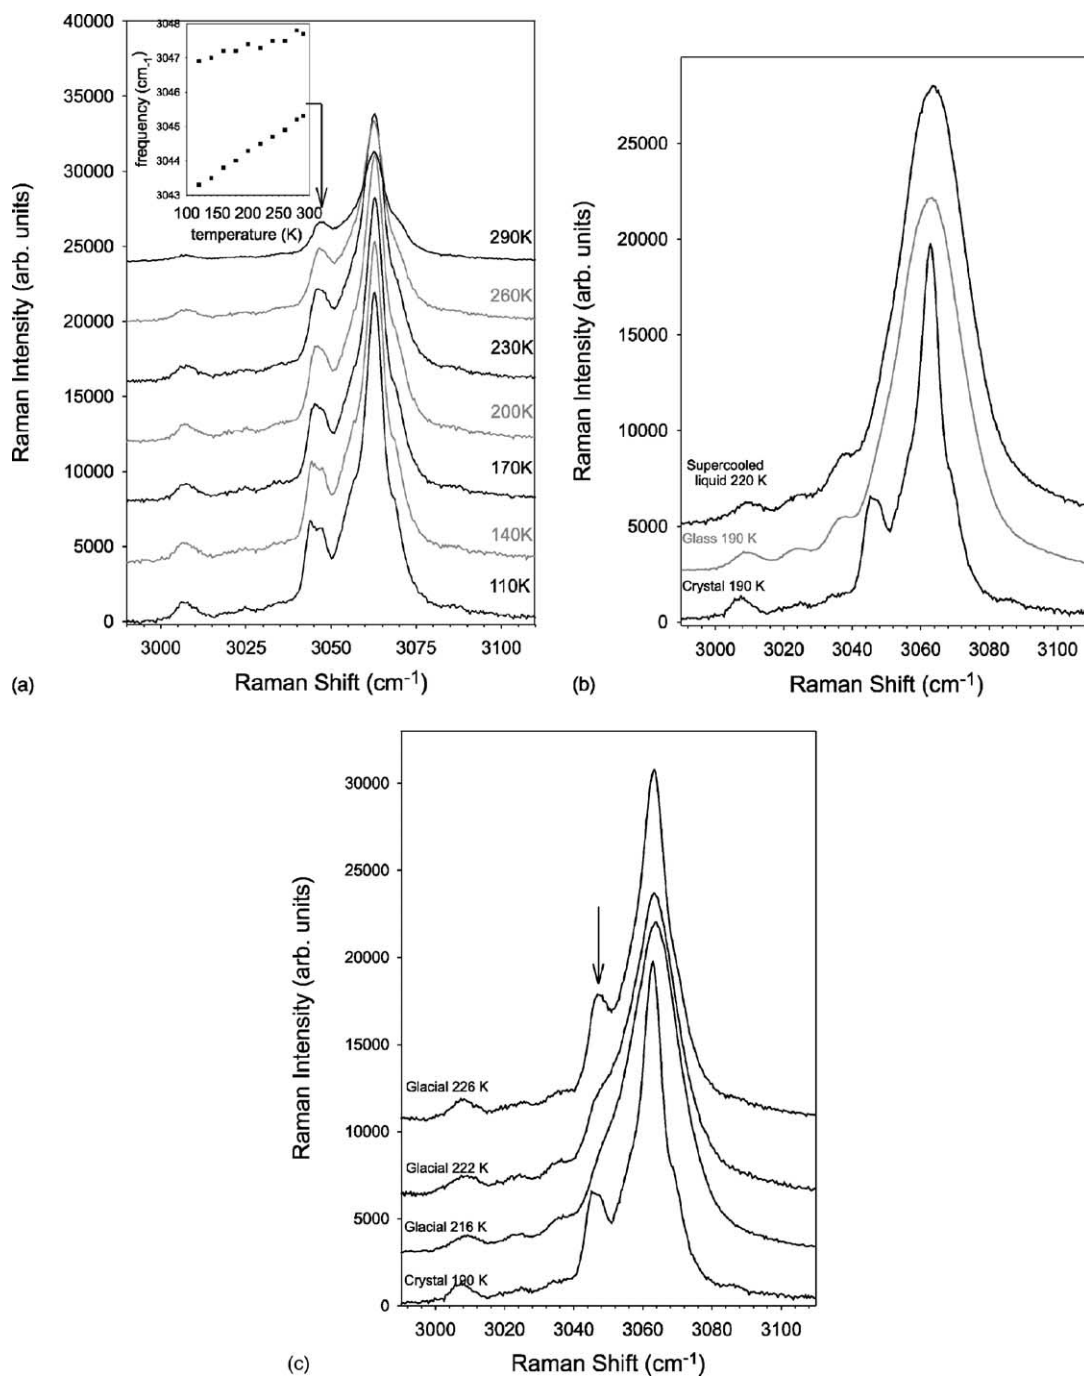 40000
35000
30000
25000
20000
15000
10000
5000
0
Raman Intensity (arb. units)
3048
3047
3045
3044
3043
frequency (cm-1)
100 150 200 250 300
temperature (K)
290K
260K
230K
200K
170K
140K
110K
3000 3025 3050 3075 3100
(a)
Raman Shift (cm-1)
25000
20000
15000
10000
5000
0
Raman Intensity (arb. units)
Supercooled
liquid 220 K
Glass 190 K
Crystal 190 K
3000 3020 3040 3060 3080 3100
(b)
Raman Shift (cm-1)
30000
25000
20000
15000
10000
5000
0
Raman Intensity (arb. units)
Glacial 226 K
Glacial 222 K
Glacial 216 K
Crystal 190 K
3000 3020 3040 3060 3080 3100
(c)
Raman Shift (cm-1)